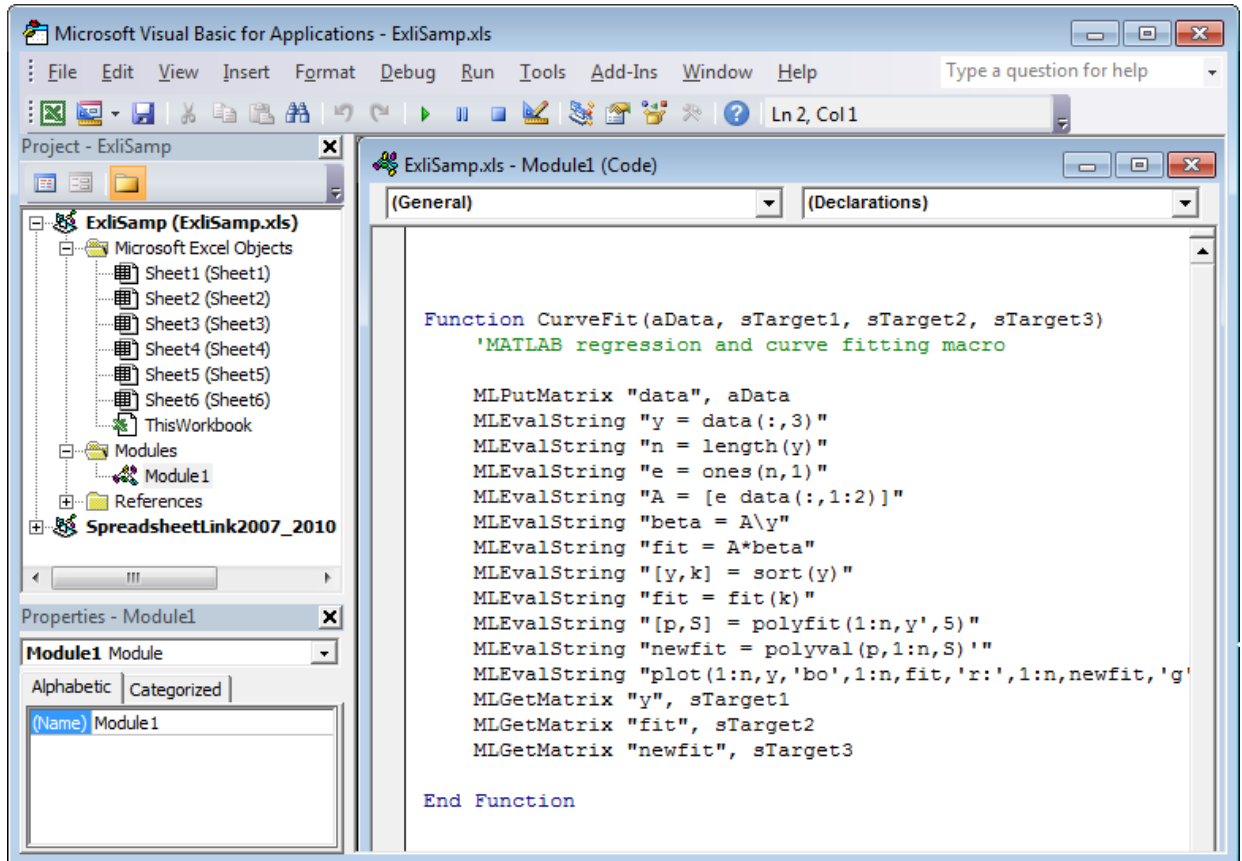 Microsoft Visual Basic for Applications - ExliSamp.xls
File Edit View Insert Format Debug Run Tools Add-Ins Window Help Type a question for help
Ln 2, Col 1
Project - ExliSamp
ExliSamp (ExliSamp.xls)
Microsoft Excel Objects
Sheet1 (Sheet1)
Sheet2 (Sheet2)
Sheet3 (Sheet3)
Sheet4 (Sheet4)
Sheet5 (Sheet5)
Sheet6 (Sheet6)
ThisWorkbook
Modules
Module1
References
SpreadsheetLink2007_2010
Properties - Module1
Module1 Module
Alphabetic Categorized
(Name) Module1
ExliSamp.xls - Module1 (Code)
(General) (Declarations)
Function CurveFit(aData, sTarget1, sTarget2, sTarget3)
'MATLAB regression and curve fitting macro
MLPutMatrix "data", aData
MLEvalString "y = data(:,3)"
MLEvalString "n = length(y)"
MLEvalString "e = ones(n,1)"
MLEvalString "A = [e data(:,1:2)]"
MLEvalString "beta = A\y"
MLEvalString "fit = A*beta"
MLEvalString "[y,k] = sort(y)"
MLEvalString "fit = fit(k)"
MLEvalString "[p,S] = polyfit(1:n,y',5)"
MLEvalString "newfit = polyval(p,1:n,S)'"
MLEvalString "plot(1:n,y,'bo',1:n,fit,'r:',1:n,newfit,'g'
MLGetMatrix "y", sTarget1
MLGetMatrix "fit", sTarget2
MLGetMatrix "newfit", sTarget3
End Function